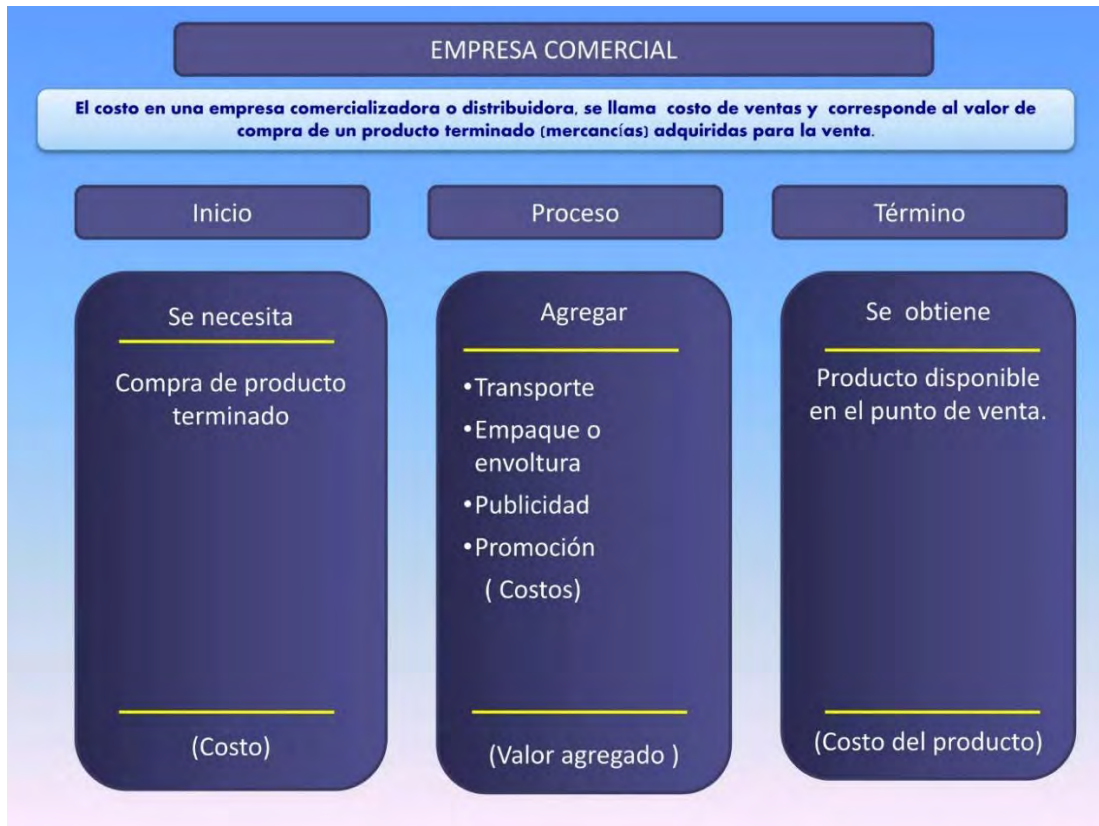 EMPRESA COMERCIAL
El costo en una empresa comercializadora o distribuidora, se llama costo de ventas y corresponde al valor de
compra de un producto terminado (mercancías) adquiridas para la venta.
Inicio
Proceso
Término
Se necesita
Compra de producto
terminado
(Costo)
Agregar
•Transporte
•Empaque o
envoltura
•Publicidad
•Promoción
( Costos)
(Valor agregado )
Se obtiene
Producto disponible
en el punto de venta.
(Costo del producto)